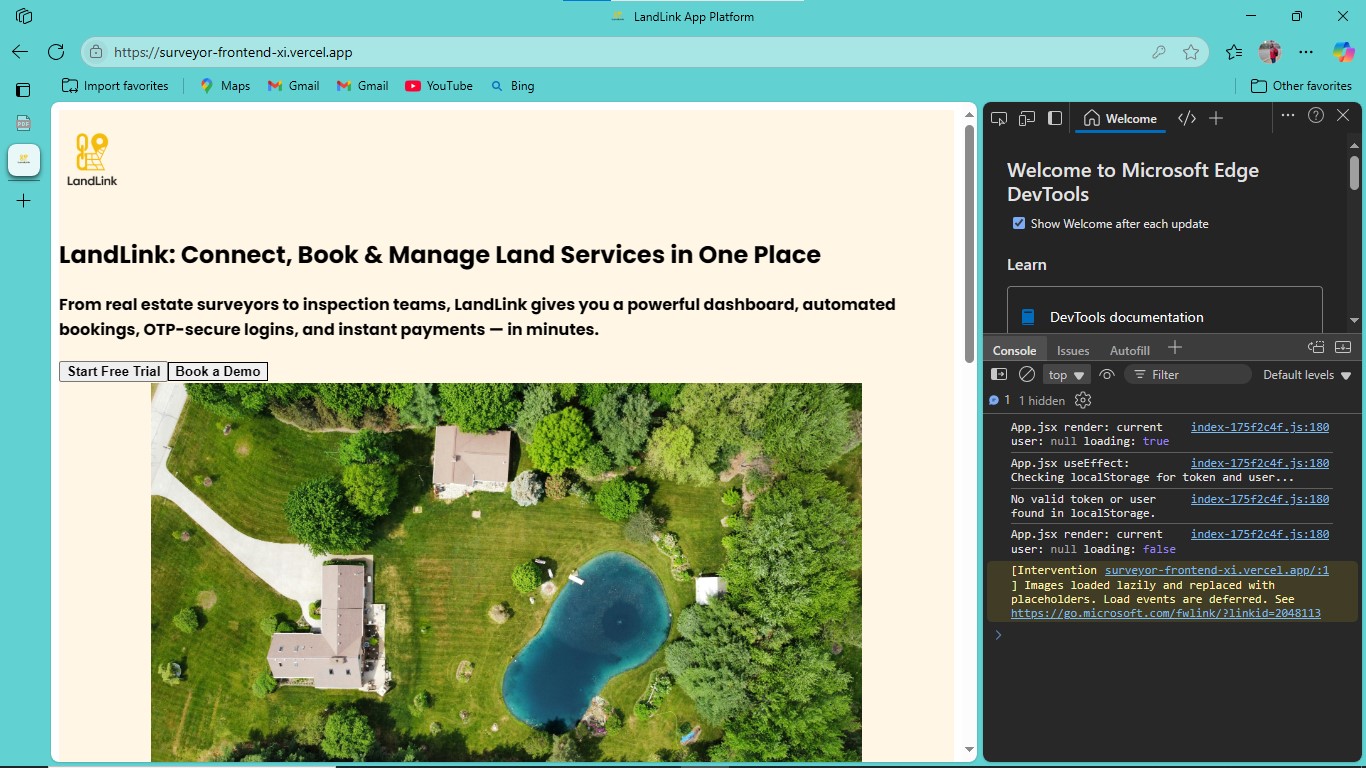 LandLink App Platform
https://surveyor-frontend-xi.vercel.app
Import favorites
Maps
Gmail
Gmail
YouTube
Bing
Other favorites
LandLink
LandLink: Connect, Book & Manage Land Services in One Place
From real estate surveyors to inspection teams, LandLink gives you a powerful dashboard, automated
bookings, OTP-secure logins, and instant payments — in minutes.
Start Free Trial
Book a Demo
Welcome
Welcome to Microsoft Edge
DevTools
Show Welcome after each update
Learn
DevTools documentation
Console
Issues
Autofill
top
Filter
Default levels
1
1 hidden
App.jsx render: current index-175f2c4f.js:180
user: null loading: true
App.jsx useEffect: index-175f2c4f.js:180
Checking localStorage for token and user...
No valid token or user index-175f2c4f.js:180
found in localStorage.
App.jsx render: current index-175f2c4f.js:180
user: null loading: false
[Intervention surveyor-frontend-xi.vercel.app/:1
] Images loaded lazily and replaced with
placeholders. Load events are deferred. See
https://go.microsoft.com/fwlink/?linkid=2048113